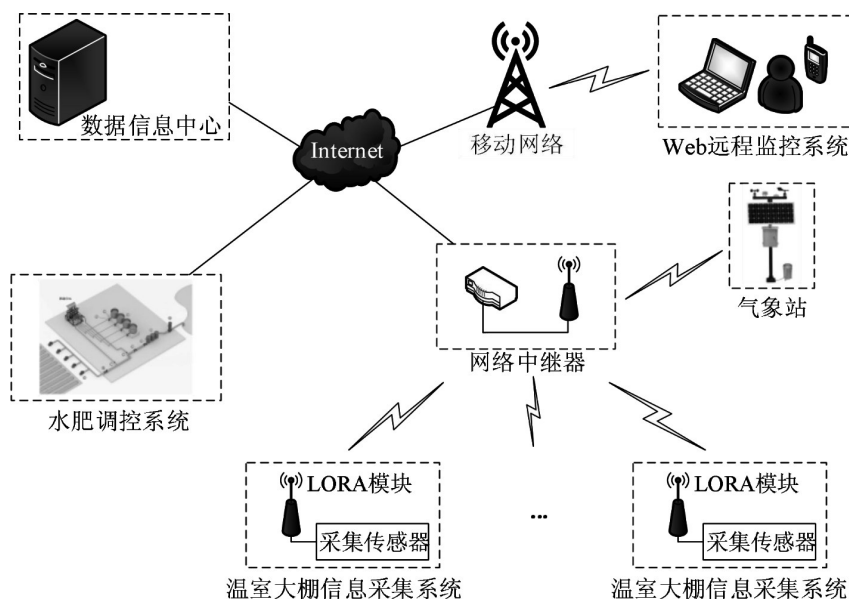 数据信息中心
Internet
移动网络
Web远程监控系统
气象站
网络中继器
水肥调控系统
LORA模块
采集传感器
温室大棚信息采集系统
...
LORA模块
采集传感器
温室大棚信息采集系统